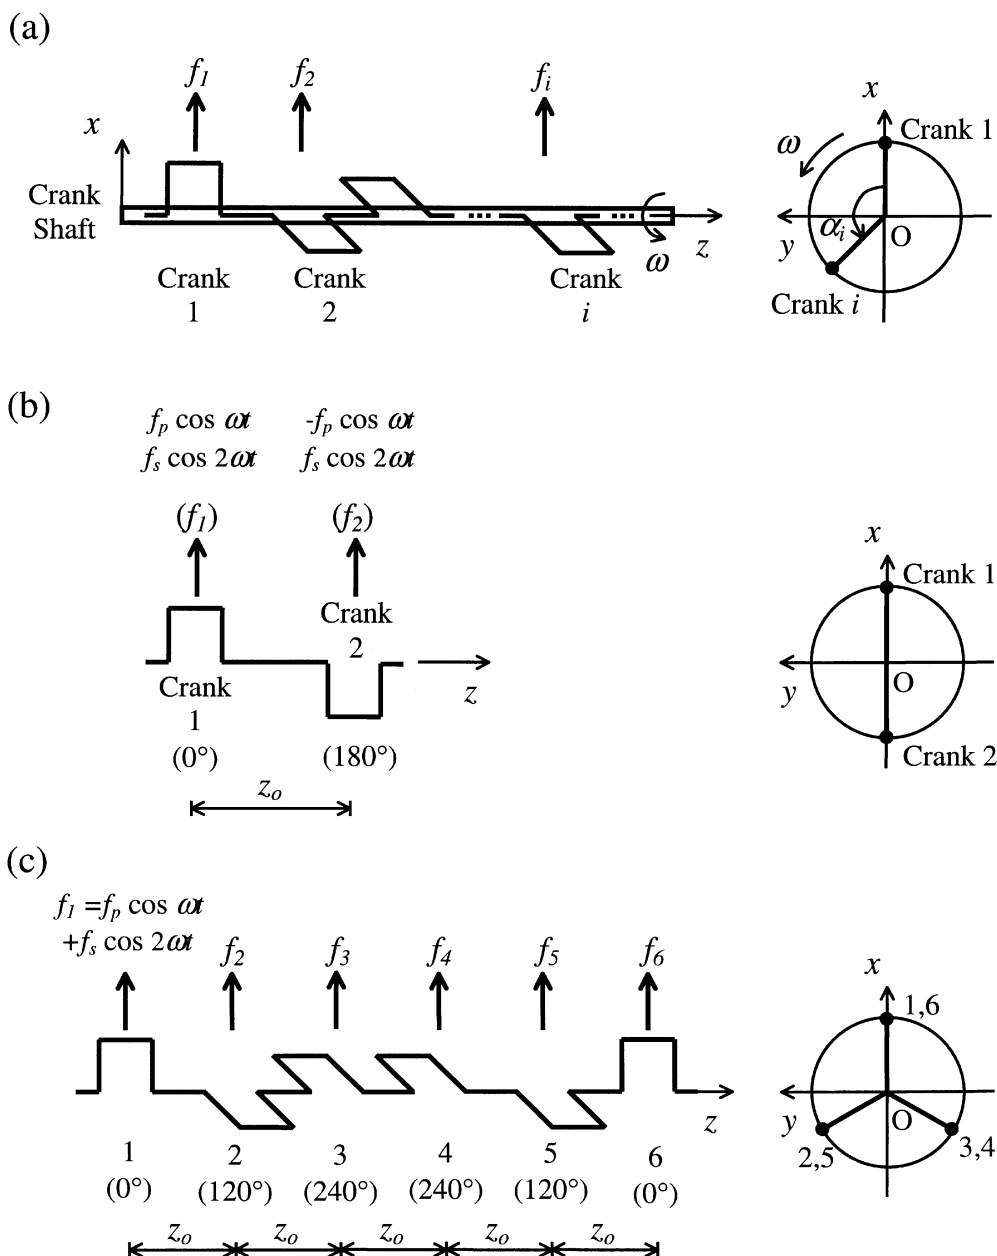 (a)
f1 f2 fi
x
Crank Shaft
Crank 1
Crank 2
Crank i
ω z
x
ω Crank 1
y αi O
Crank i
(b)
fp cos ωt -fp cos ωt
fs cos 2ωt fs cos 2ωt
(f1) (f2)
Crank 2
Crank 1
z
(0°) (180°)
zo
x
Crank 1
y O
Crank 2
(c)
f1 =fp cos ωt
+fs cos 2ωt
f2 f3 f4 f5 f6
z
1 2 3 4 5 6
(0°) (120°) (240°) (240°) (120°) (0°)
zo zo zo zo zo
x
1,6
y O
2,5 3,4